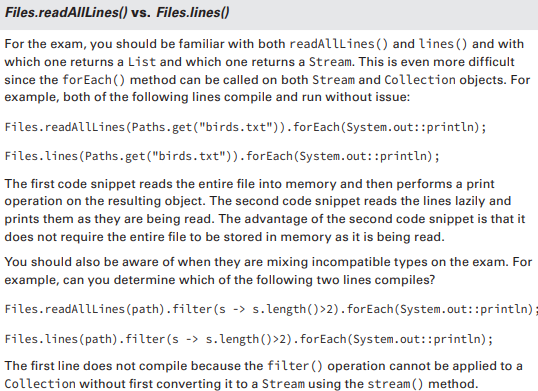 Files.readAllLines() vs. Files.lines()
For the exam, you should be familiar with both readAllLines() and lines() and with
which one returns a List and which one returns a Stream. This is even more difficult
since the forEach() method can be called on both Stream and Collection objects. For
example, both of the following lines compile and run without issue:
Files.readAllLines(Paths.get("birds.txt")).forEach(System.out::println);
Files.lines(Paths.get("birds.txt")).forEach(System.out::println);
The first code snippet reads the entire file into memory and then performs a print
operation on the resulting object. The second code snippet reads the lines lazily and
prints them as they are being read. The advantage of the second code snippet is that it
does not require the entire file to be stored in memory as it is being read.
You should also be aware of when they are mixing incompatible types on the exam. For
example, can you determine which of the following two lines compiles?
Files.readAllLines(path).filter(s -> s.length()>2).forEach(System.out::println);
Files.lines(path).filter(s -> s.length()>2).forEach(System.out::println);
The first line does not compile because the filter() operation cannot be applied to a
Collection without first converting it to a Stream using the stream() method.